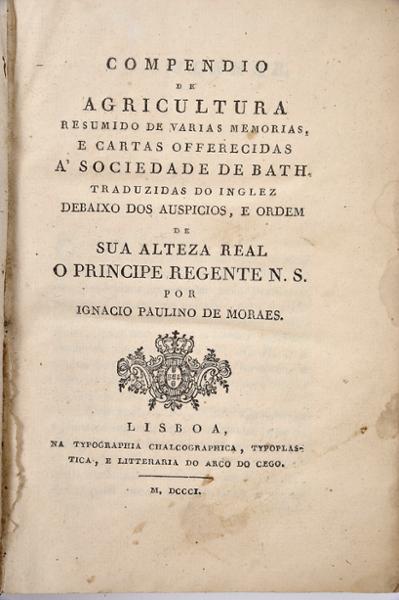 COMPENDIO
DE
AGRICULTURA
RESUMIDO DE VARIAS MEMORIAS,
E CARTAS OFFERECIDAS
A' SOCIEDADE DE BATH.
TRADUZIDAS DO INGLEZ
DEBAIXO DOS AUSPICIOS, E ORDEM
DE
SUA ALTEZA REAL
O PRINCIPE REGENTE N. S.
POR
IGNACIO PAULINO DE MORAES.
LISBOA,
NA TYPOGRAPHIA CHALCOGRAPHICA, TYPOPLAS-
TICA, E LITTERARIA DO ARCO DO CEGO.
M. DCCCI.